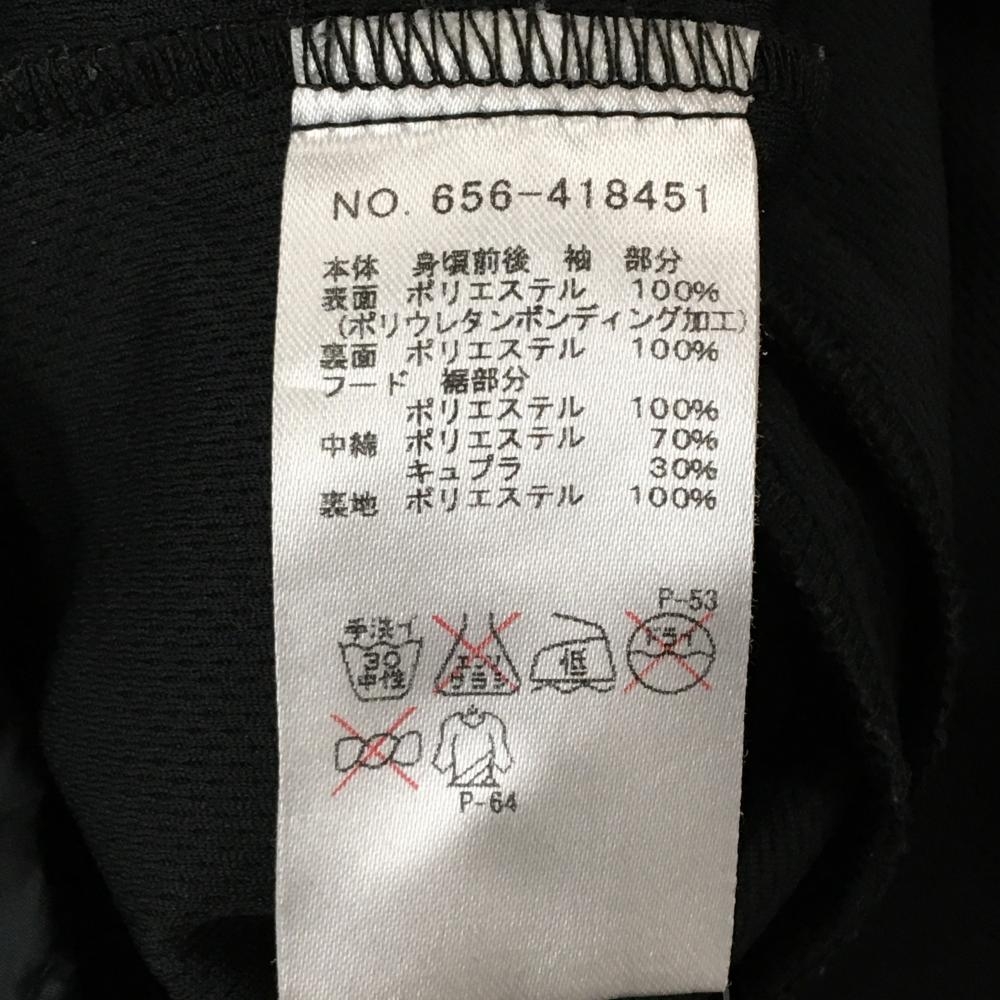 NO. 656-418451
本体 身頃前後 袖 部分
表面 ポリエステル 100%
(ポリウレタンボンディング加工)
裏面 ポリエステル 100%
フード 裾部分
ポリエステル 100%
中綿 ポリエステル 70%
キュプラ 30%
裏地 ポリエステル 100%
P-53
手洗イ
30
中性
エンソ
サラシ
低
ドライ
P-64